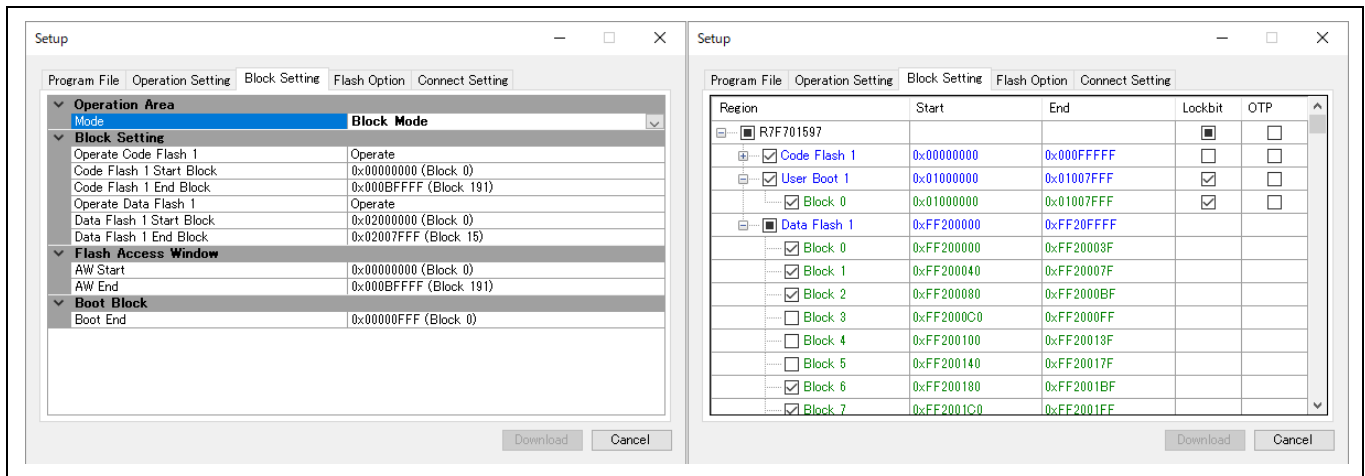 Setup
Program File Operation Setting Block Setting Flash Option Connect Setting
Operation Area
Mode Block Mode
Block Setting
Operate Code Flash 1 Operate
Code Flash 1 Start Block 0x00000000 (Block 0)
Code Flash 1 End Block 0x000BFFFF (Block 191)
Operate Data Flash 1 Operate
Data Flash 1 Start Block 0x02000000 (Block 0)
Data Flash 1 End Block 0x02007FFF (Block 15)
Flash Access Window
AW Start 0x00000000 (Block 0)
AW End 0x000BFFFF (Block 191)
Boot Block
Boot End 0x00000FFF (Block 0)
Download Cancel
Setup
Program File Operation Setting Block Setting Flash Option Connect Setting
Region Start End Lockbit OTP
R7F701597
Code Flash 1 0x00000000 0x000FFFFF
User Boot 1 0x01000000 0x01007FFF
Block 0 0x01000000 0x01007FFF
Data Flash 1 0xFF200000 0xFF20FFFF
Block 0 0xFF200000 0xFF20003F
Block 1 0xFF200040 0xFF20007F
Block 2 0xFF200080 0xFF2000BF
Block 3 0xFF2000C0 0xFF2000FF
Block 4 0xFF200100 0xFF20013F
Block 5 0xFF200140 0xFF20017F
Block 6 0xFF200180 0xFF2001BF
Block 7 0xFF2001C0 0xFF2001FF
Download Cancel